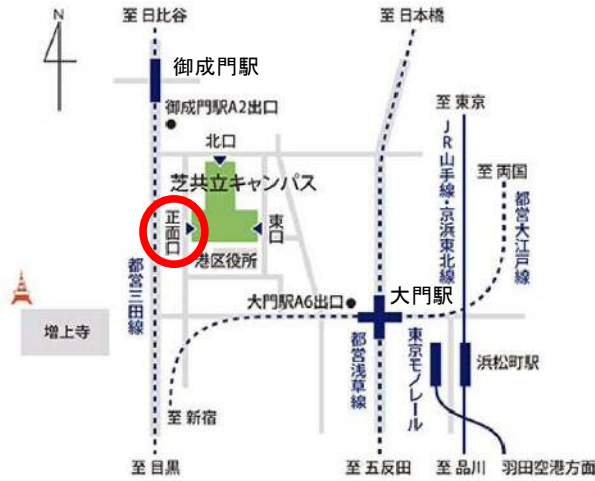 N
至 日比谷
至 日本橋
御成門駅
御成門駅A2出口
至 東京
北口
芝共立キャンパス
至 両国
JR山手線・京浜東北線
都営大江戸線
正面口
東口
港区役所
都営三田線
大門駅A6出口
大門駅
増上寺
都営浅草線
東京モノレール
浜松町駅
至 新宿
至 目黒
至 五反田
至 品川
羽田空港方面